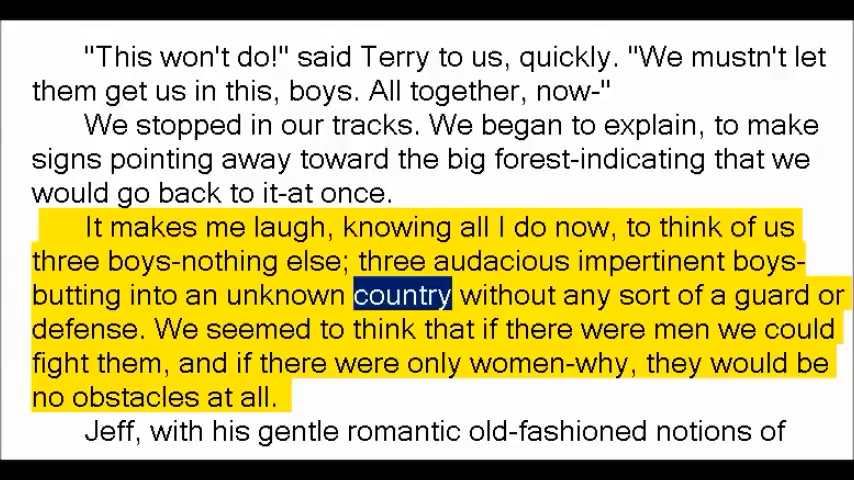 "This won't do!" said Terry to us, quickly. "We mustn't let
them get us in this, boys. All together, now-"
We stopped in our tracks. We began to explain, to make
signs pointing away toward the big forest-indicating that we
would go back to it-at once.
It makes me laugh, knowing all I do now, to think of us
three boys-nothing else; three audacious impertinent boys-
butting into an unknown country without any sort of a guard or
defense. We seemed to think that if there were men we could
fight them, and if there were only women-why, they would be
no obstacles at all.
Jeff, with his gentle romantic old-fashioned notions of